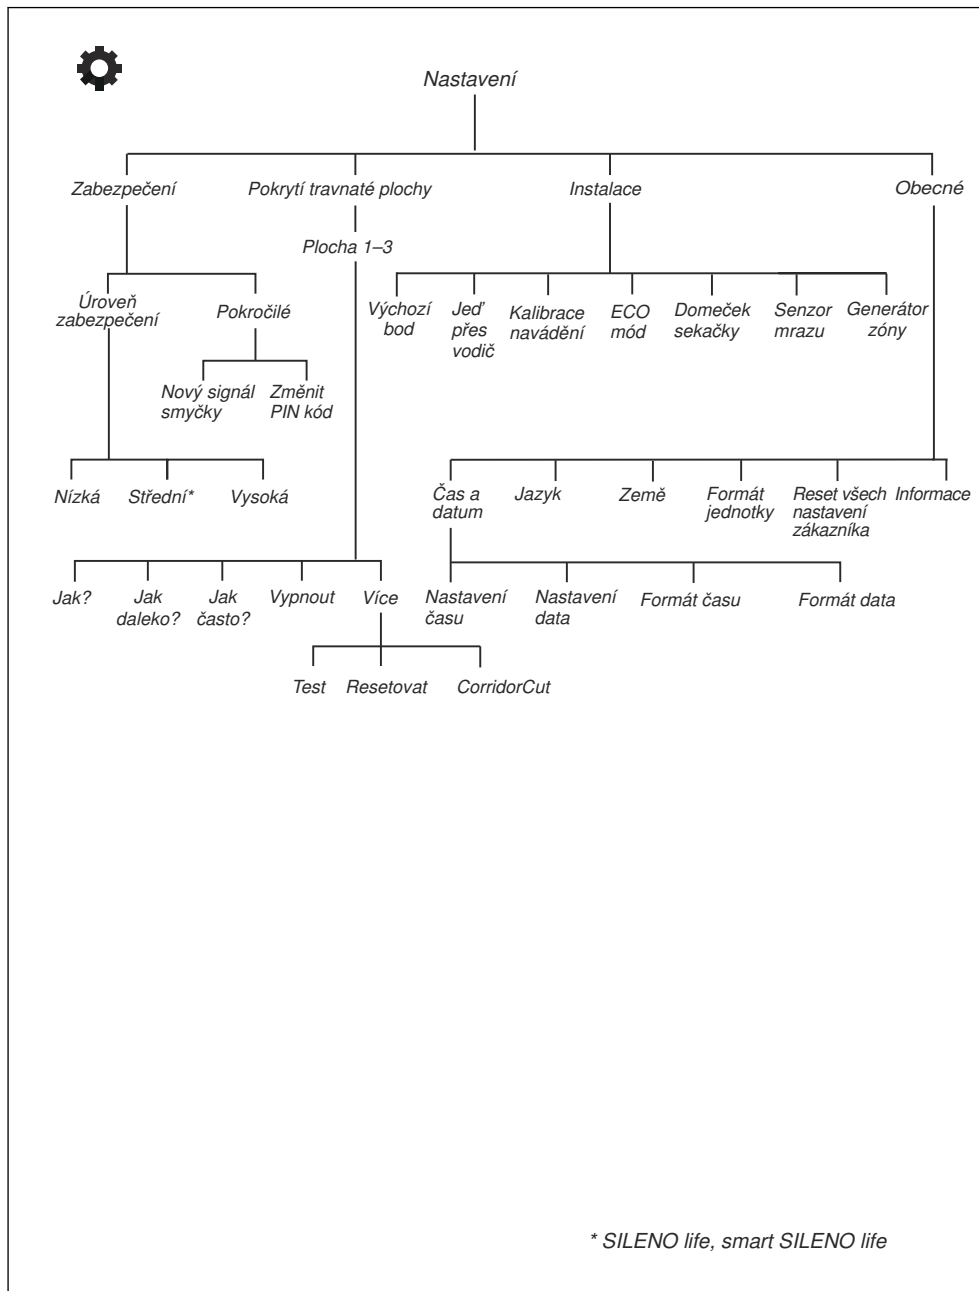 Nastavení
Zabezpečení
Pokrytí travnaté plochy
Instalace
Obecné
Plocha 1–3
Úroveň
zabezpečení
Pokročilé
Výchozí
bod
Jeď
přes
vodič
Kalibrace
navádění
ECO
mód
Domeček
sekačky
Senzor
mrazu
Generátor
zóny
Nový signál
smyčky
Změnit
PIN kód
Nízká
Střední*
Vysoká
Čas a
datum
Jazyk
Země
Formát
jednotky
Reset všech
nastavení
zákazníka
Informace
Jak?
Jak
daleko?
Jak
často?
Vypnout
Více
Nastavení
času
Nastavení
data
Formát času
Formát data
Test
Resetovat
CorridorCut
* SILENO life, smart SILENO life